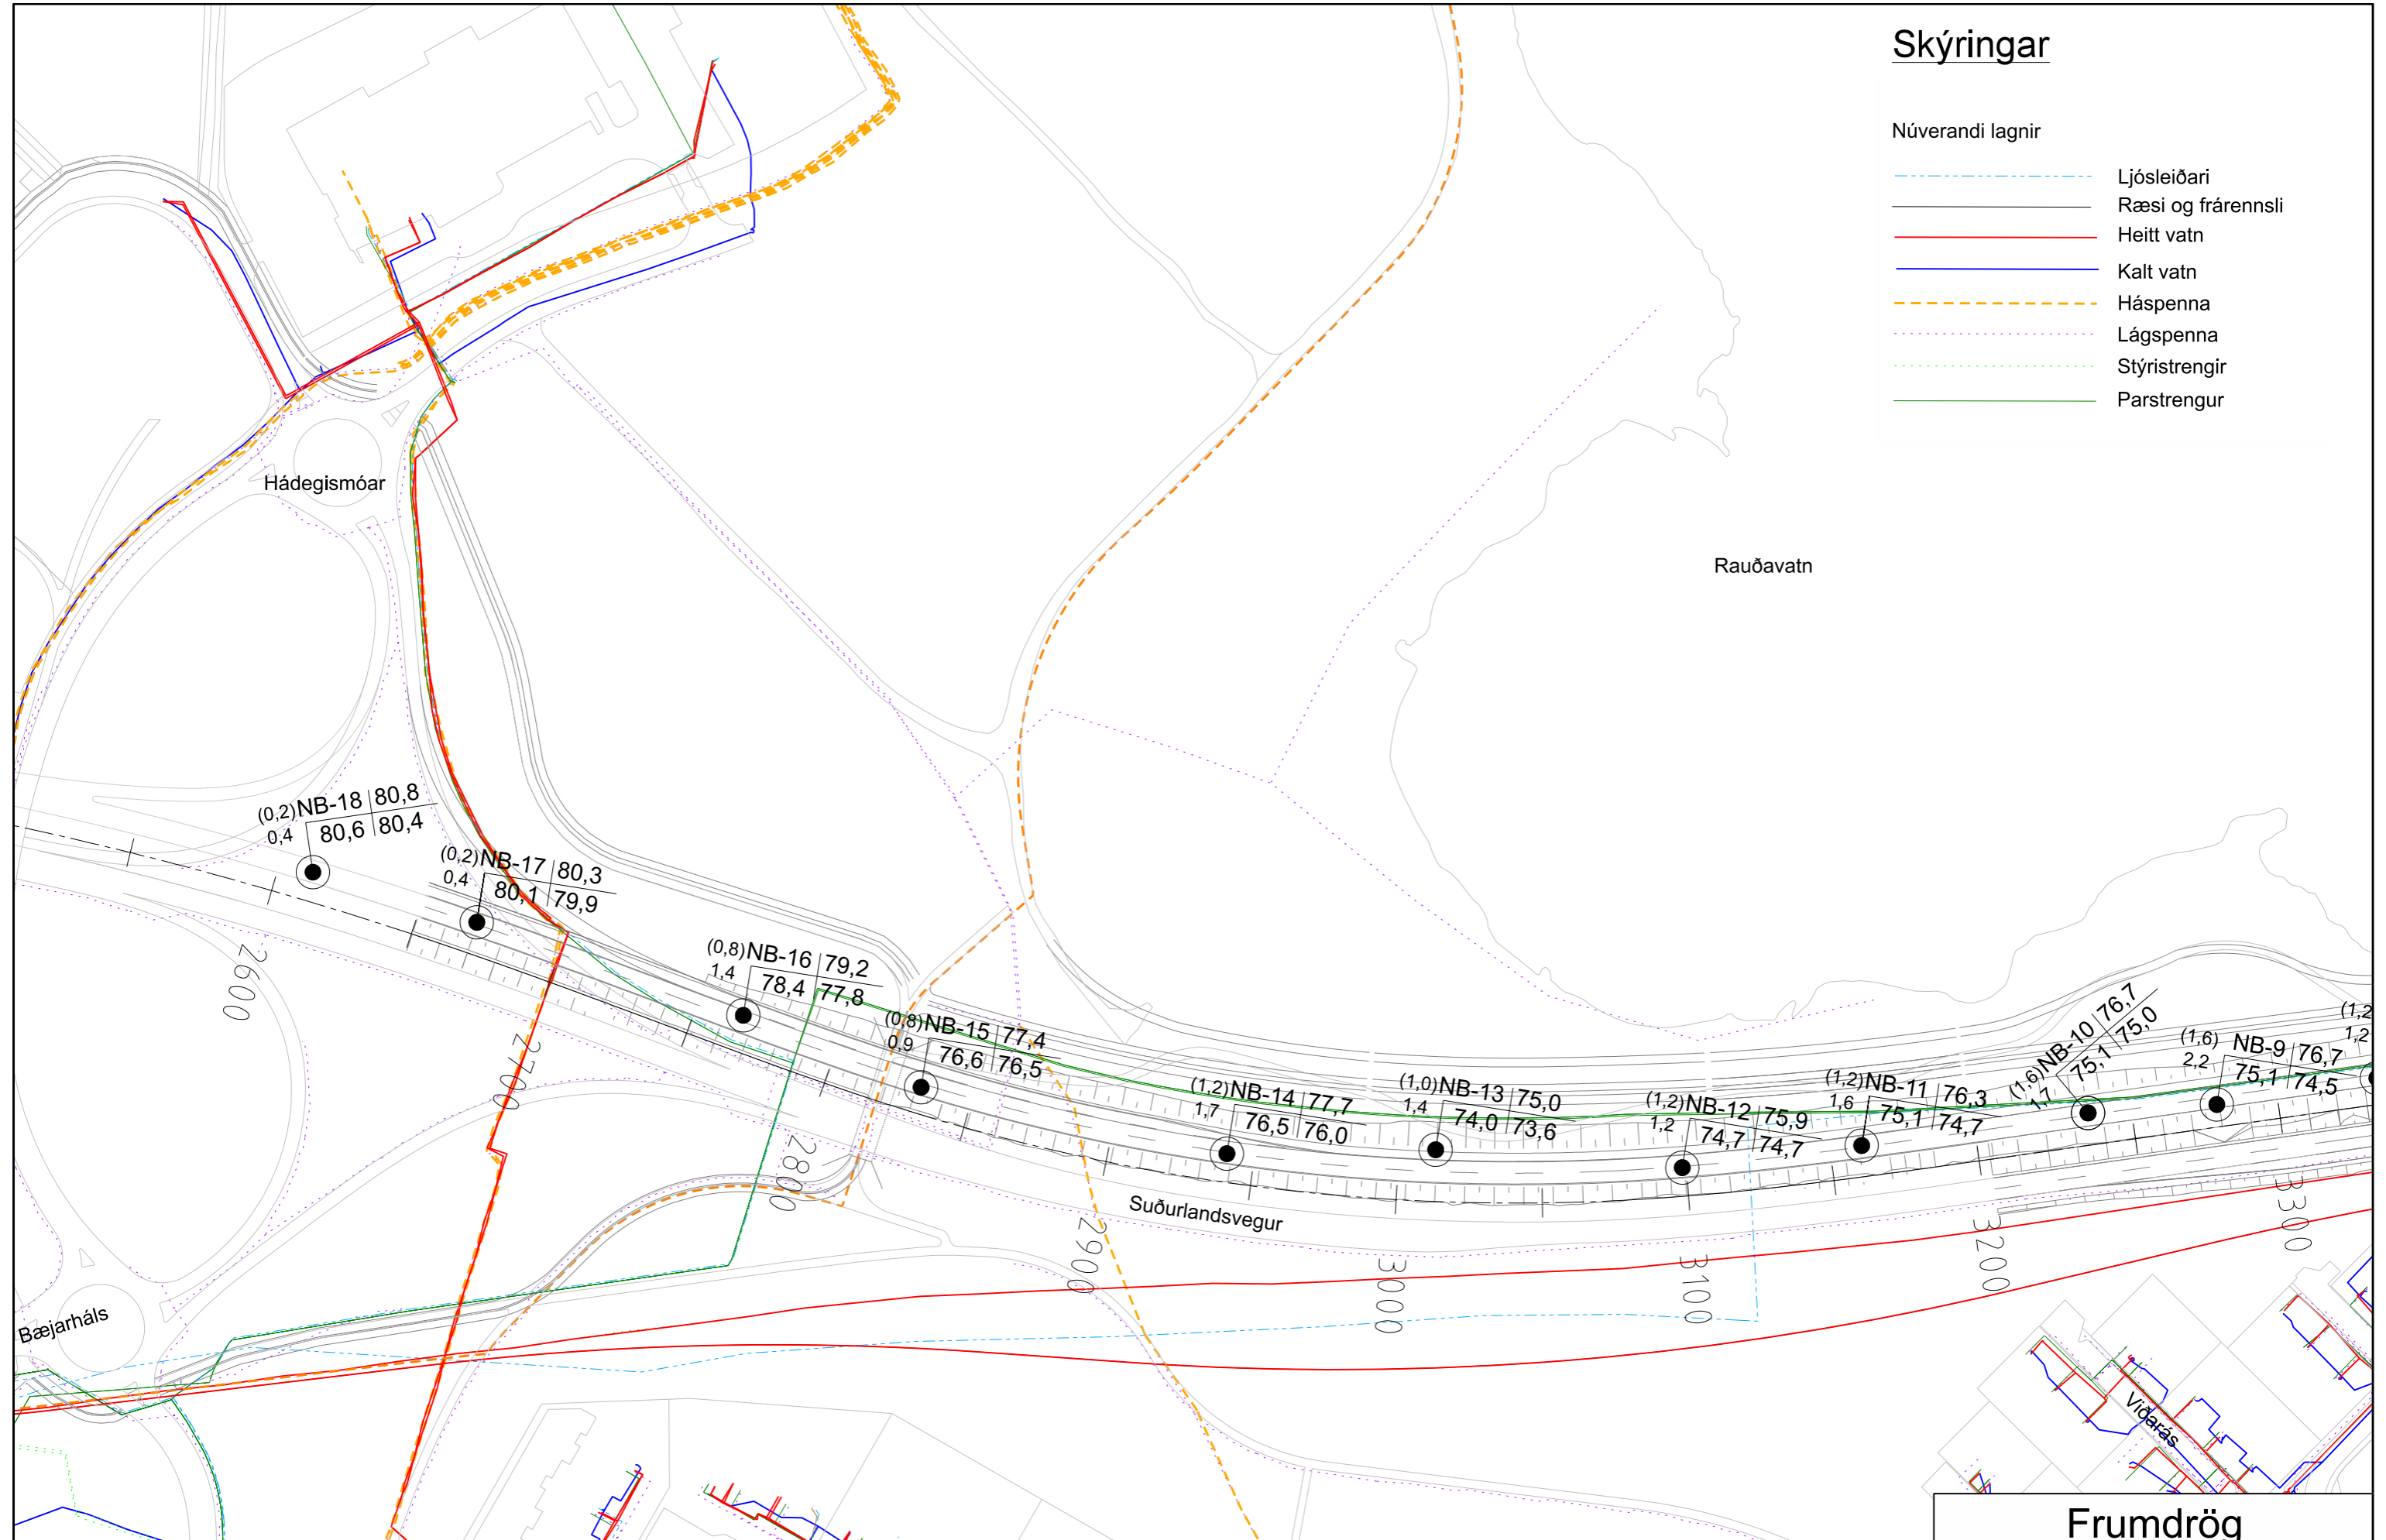 Skýringar
Núverandi lagnir
Ljósleiðari
Ræsi og frárennsli
Heitt vatn
Kalt vatn
Háspenna
Lágspenna
Stýristrengir
Parstrengur
Hádegismóar
Rauðavatn
(0,2) NB-18 80,8
0,4 80,6 80,4
(0,2) NB-17 80,3
0,4 80,1 79,9
(0,8) NB-16 79,2
1,4 78,4 77,8
(0,8) NB-15 77,4
0,9 76,6 76,5
(1,2) NB-14 77,7
1,7 76,5 76,0
(1,0) NB-13 75,0
1,4 74,0 73,6
(1,2) NB-12 75,9
1,2 74,7 74,7
(1,2) NB-11 76,3
1,6 75,1 74,7
(1,6) NB-10 76,7
1,7 75,1 75,0
(1,6) NB-9 76,7
2,2 75,1 74,5
(1,2
1,2
2600
2700
2800
2900
3000
3100
3200
3300
Suðurlandsvegur
Bæjarháls
Viðarás
Frumdrög